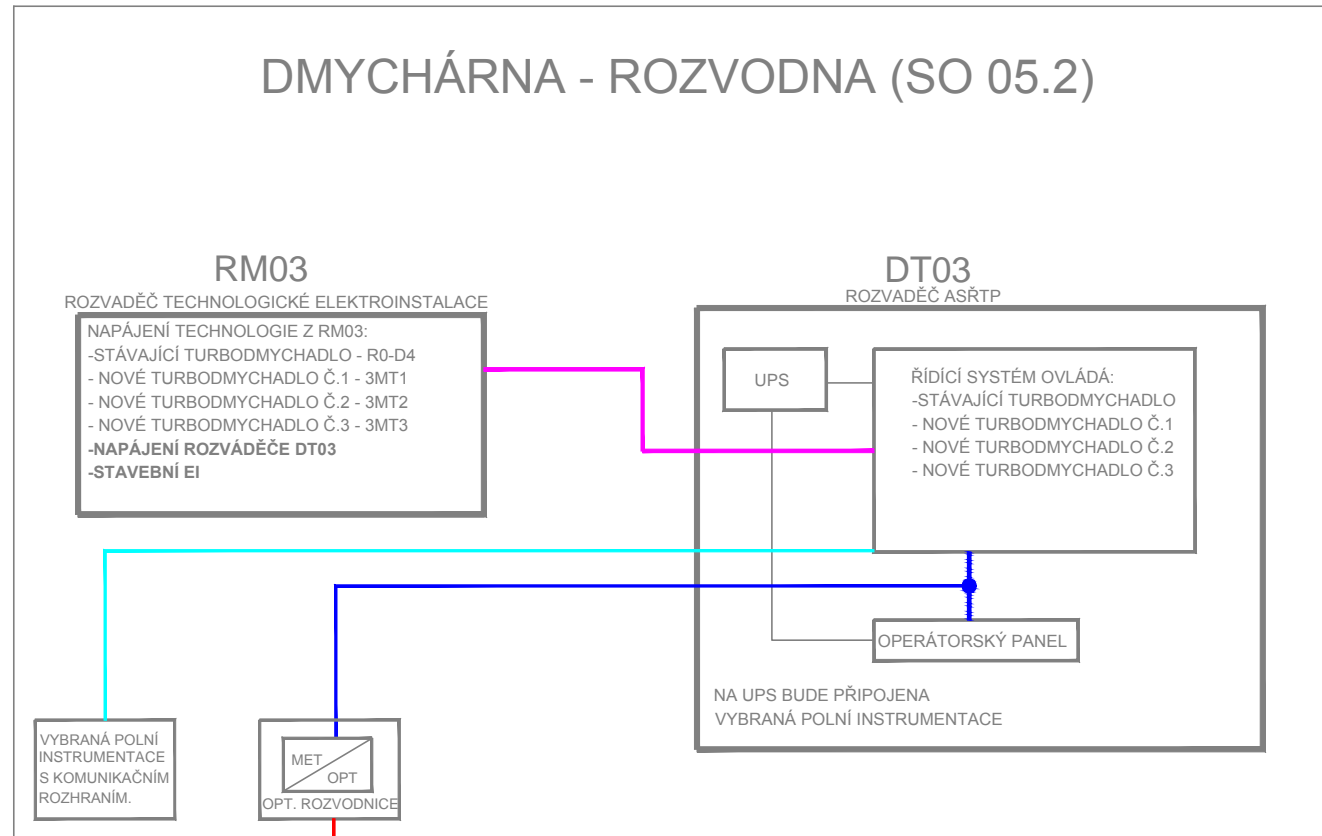 DMYCHÁRNA - ROZVODNA (SO 05.2)
RM03
ROZVADĚČ TECHNOLOGICKÉ ELEKTROINSTALACE
NAPÁJENÍ TECHNOLOGIE Z RM03:
-STÁVAJÍCÍ TURBODMYCHADLO - R0-D4
- NOVÉ TURBODMYCHADLO Č.1 - 3MT1
- NOVÉ TURBODMYCHADLO Č.2 - 3MT2
- NOVÉ TURBODMYCHADLO Č.3 - 3MT3
-NAPÁJENÍ ROZVÁDĚČE DT03
-STAVEBNÍ EI
DT03
ROZVADĚČ ASŘTP
UPS
ŘÍDÍCÍ SYSTÉM OVLÁDÁ:
-STÁVAJÍCÍ TURBODMYCHADLO
- NOVÉ TURBODMYCHADLO Č.1
- NOVÉ TURBODMYCHADLO Č.2
- NOVÉ TURBODMYCHADLO Č.3
OPERÁTORSKÝ PANEL
NA UPS BUDE PŘIPOJENA
VYBRANÁ POLNÍ INSTRUMENTACE
VYBRANÁ POLNÍ
INSTRUMENTACE
S KOMUNIKAČNÍM
ROZHRANÍM.
MET
OPT
OPT. ROZVODNICE